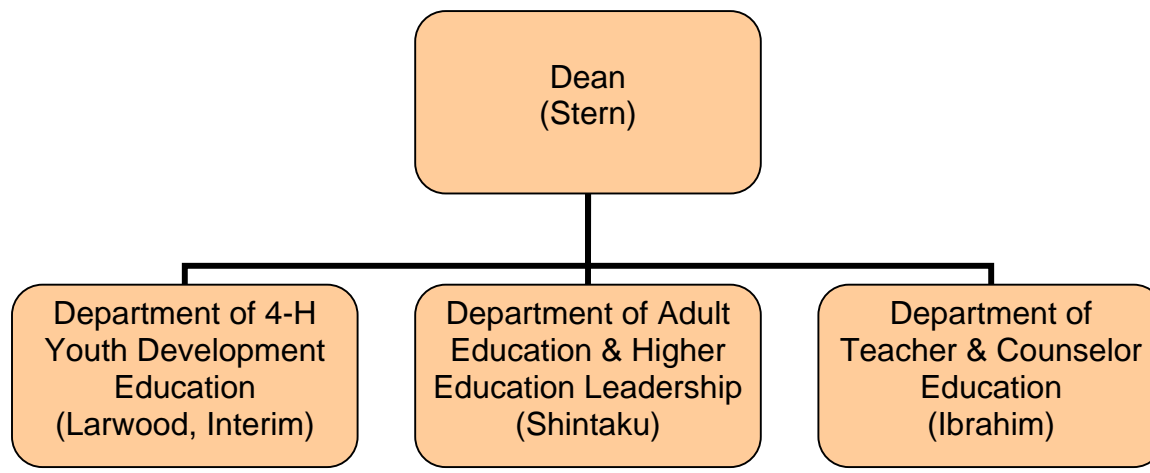 Dean
(Stern)
Department of 4-H
Youth Development
Education
(Larwood, Interim)
Department of Adult
Education & Higher
Education Leadership
(Shintaku)
Department of
Teacher & Counselor
Education
(Ibrahim)